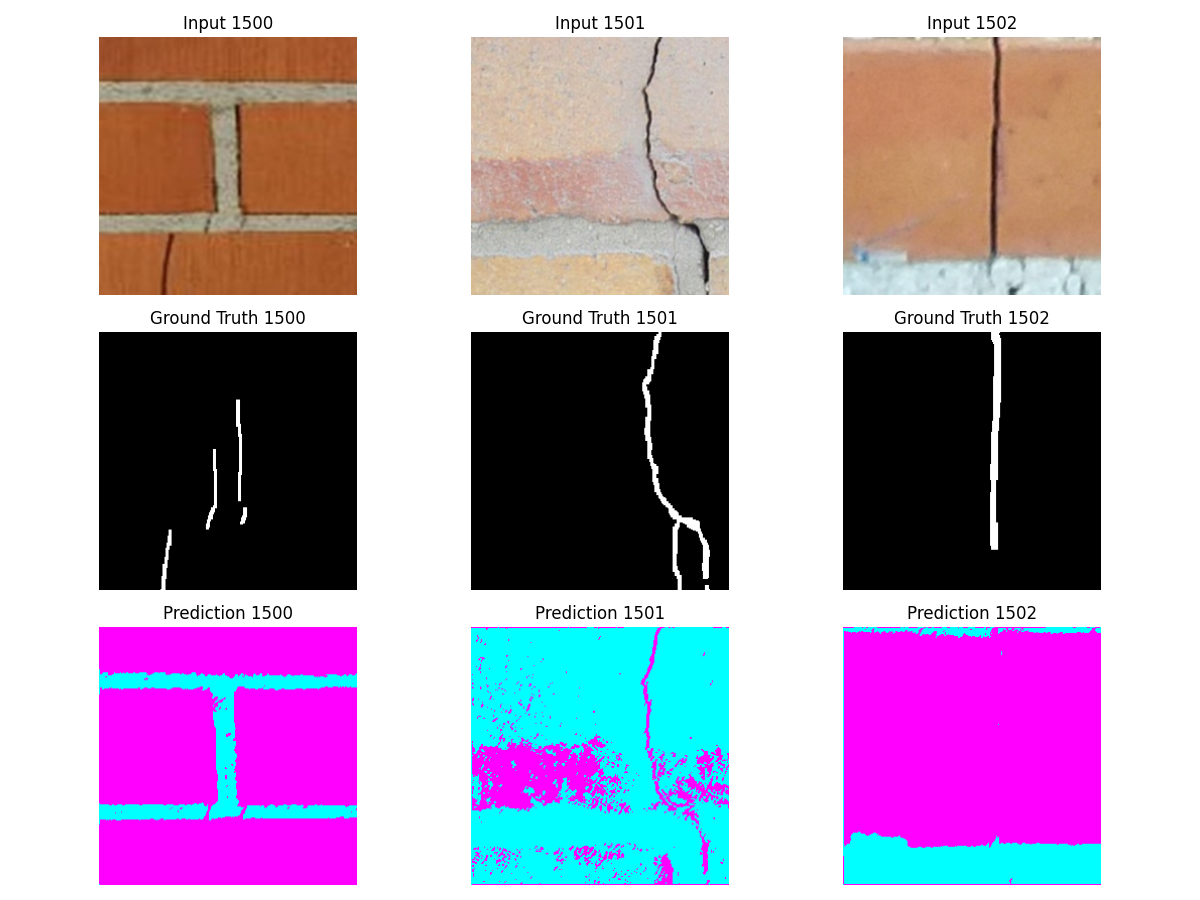 Input 1500
Input 1501
Input 1502
Ground Truth 1500
Ground Truth 1501
Ground Truth 1502
Prediction 1500
Prediction 1501
Prediction 1502